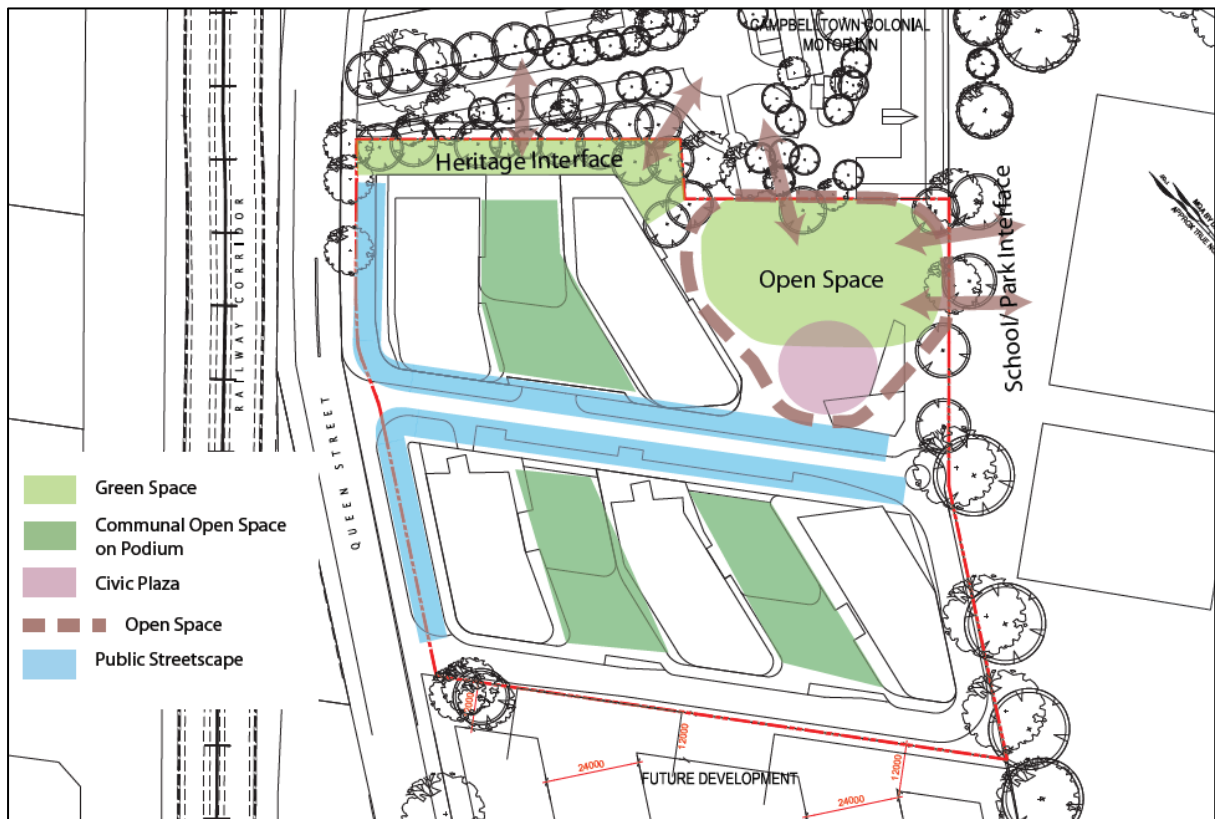 CAMPBELLTOWN COLONIAL
MOTOR INN
Heritage Interface
Open Space
School/ Park Interface
RAILWAY CORRIDOR
QUEEN STREET
Green Space
Communal Open Space
on Podium
Civic Plaza
Open Space
Public Streetscape
12000
24000
FUTURE DEVELOPMENT
24000
12000